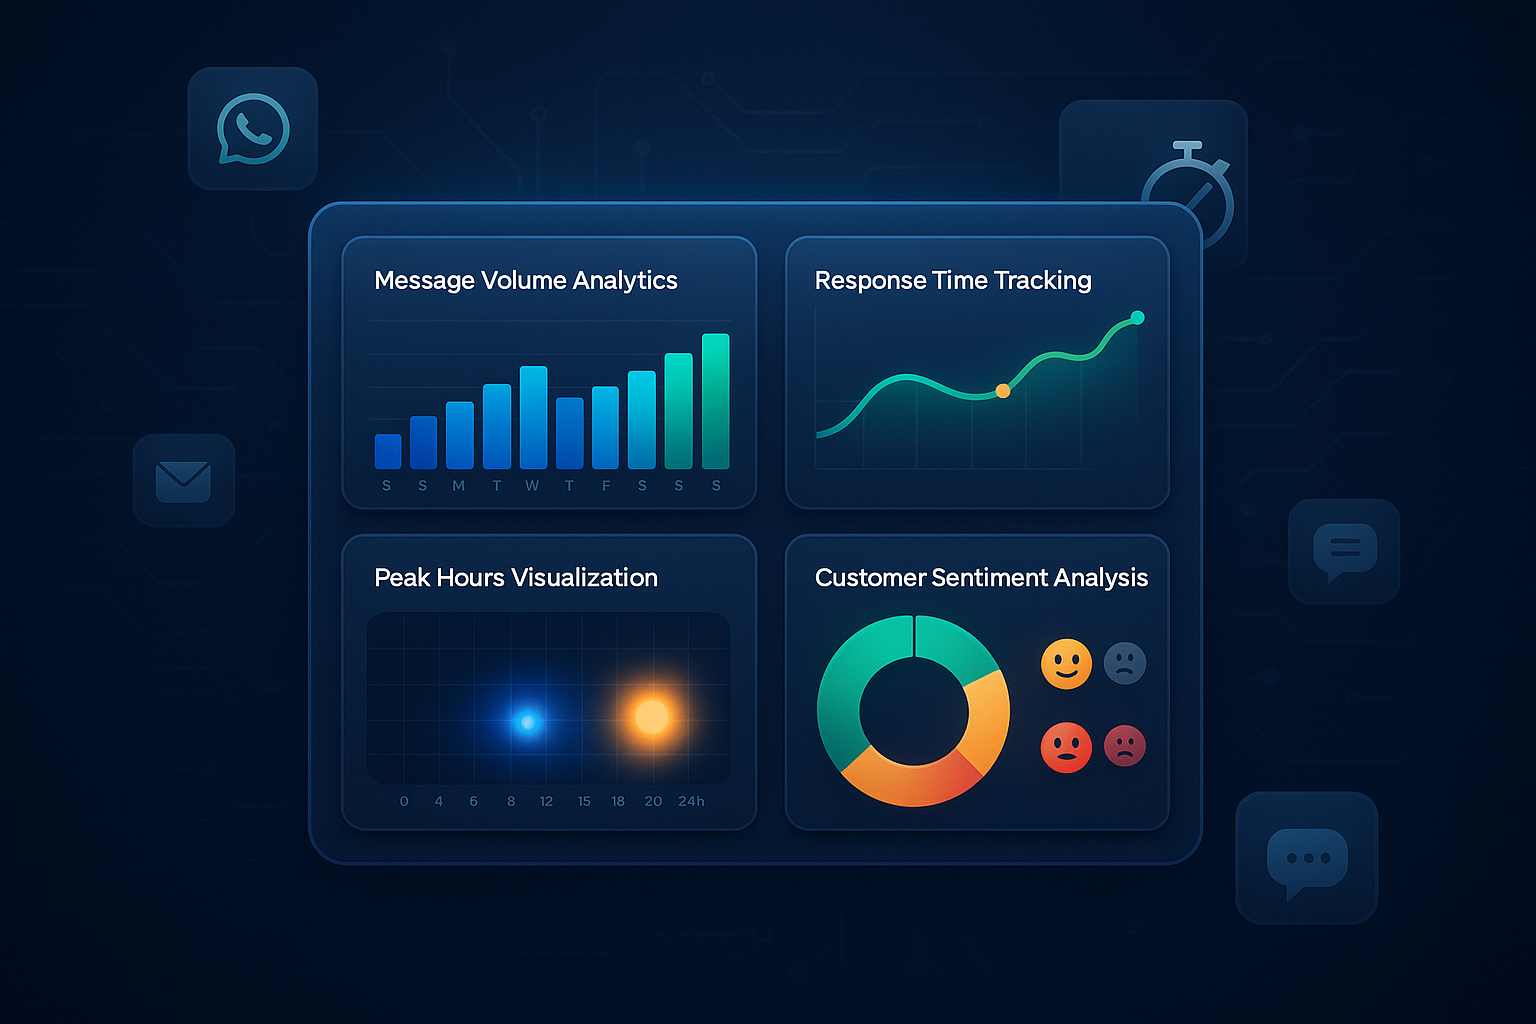 Message Volume Analytics
S S M T W T F S S S
Response Time Tracking
Peak Hours Visualization
0 4 6 8 12 15 18 20 24h
Customer Sentiment Analysis